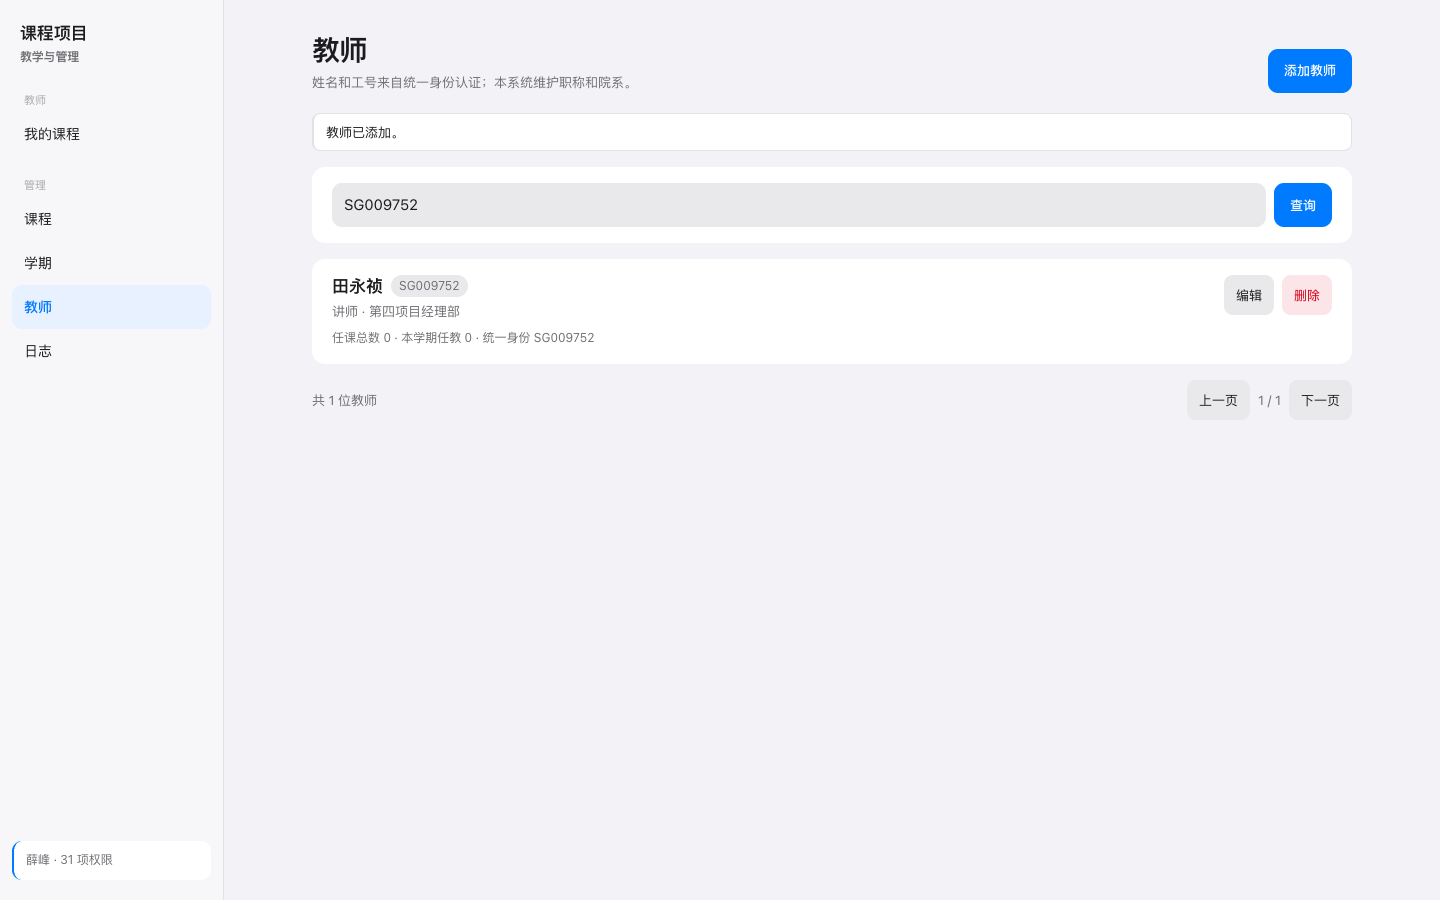 课程项目
教学与管理
教师
我的课程
管理
课程
学期
教师
日志
薛峰 · 31 项权限
教师
姓名和工号来自统一身份认证；本系统维护职称和院系。
添加教师
教师已添加。
SG009752
查询
田永祯 SG009752
讲师 · 第四项目经理部
任课总数 0 · 本学期任教 0 · 统一身份 SG009752
编辑 删除
共 1 位教师
上一页 1 / 1 下一页